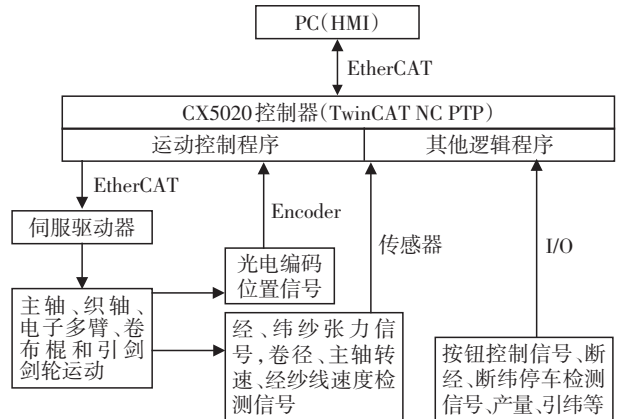 PC(HMI)
EtherCAT
CX5020控制器(TwinCAT NC PTP)
运动控制程序
其他逻辑程序
EtherCAT
Encoder
传感器
I/O
伺服驱动器
光电编码
位置信号
主轴、织轴、
电子多臂、卷
布棍和引剑
剑轮运动
经、纬纱张力信
号,卷径、主轴转
速、经纱线速度检
测信号
按钮控制信号、断
经、断纬停车检测
信号、产量、引纬等